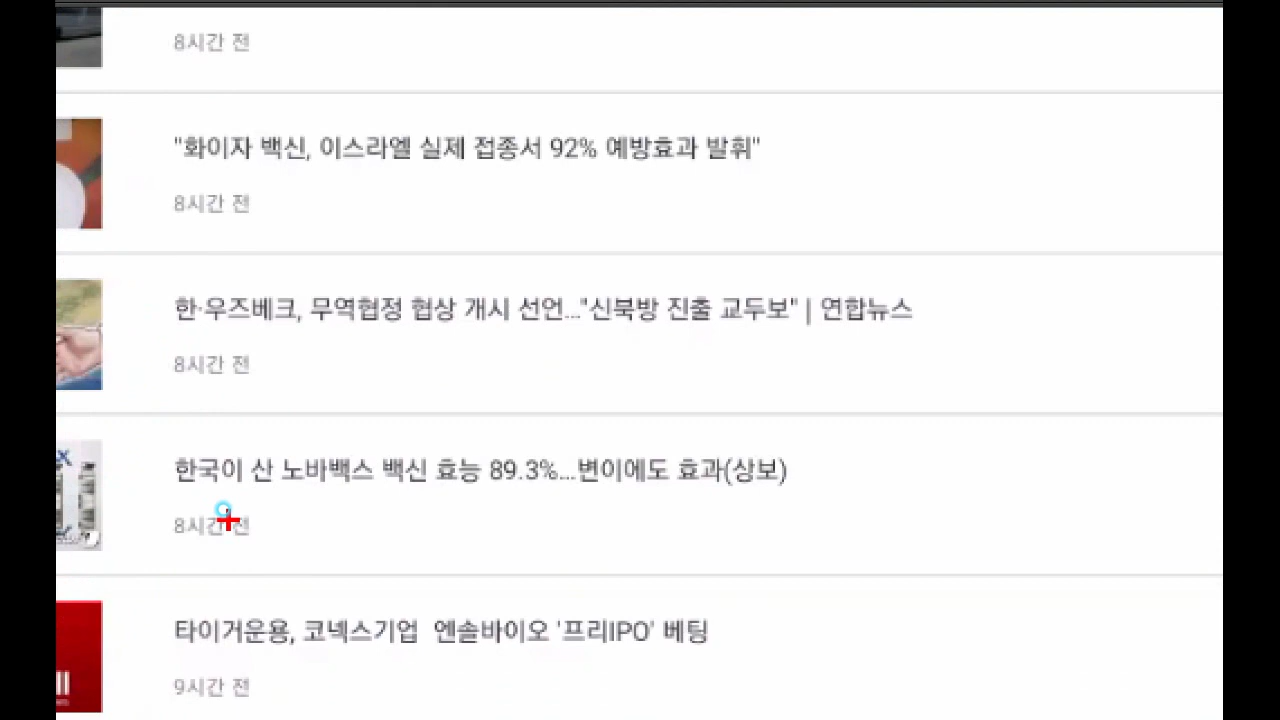 8시간 전
"화이자 백신, 이스라엘 실제 접종서 92% 예방효과 발휘"
8시간 전
한·우즈베크, 무역협정 협상 개시 선언..."신북방 진출 교두보" | 연합뉴스
8시간 전
한국이 산 노바백스 백신 효능 89.3%...변이에도 효과(상보)
8시간 전
타이거운용, 코넥스기업  엔솔바이오 '프리IPO' 베팅
9시간 전